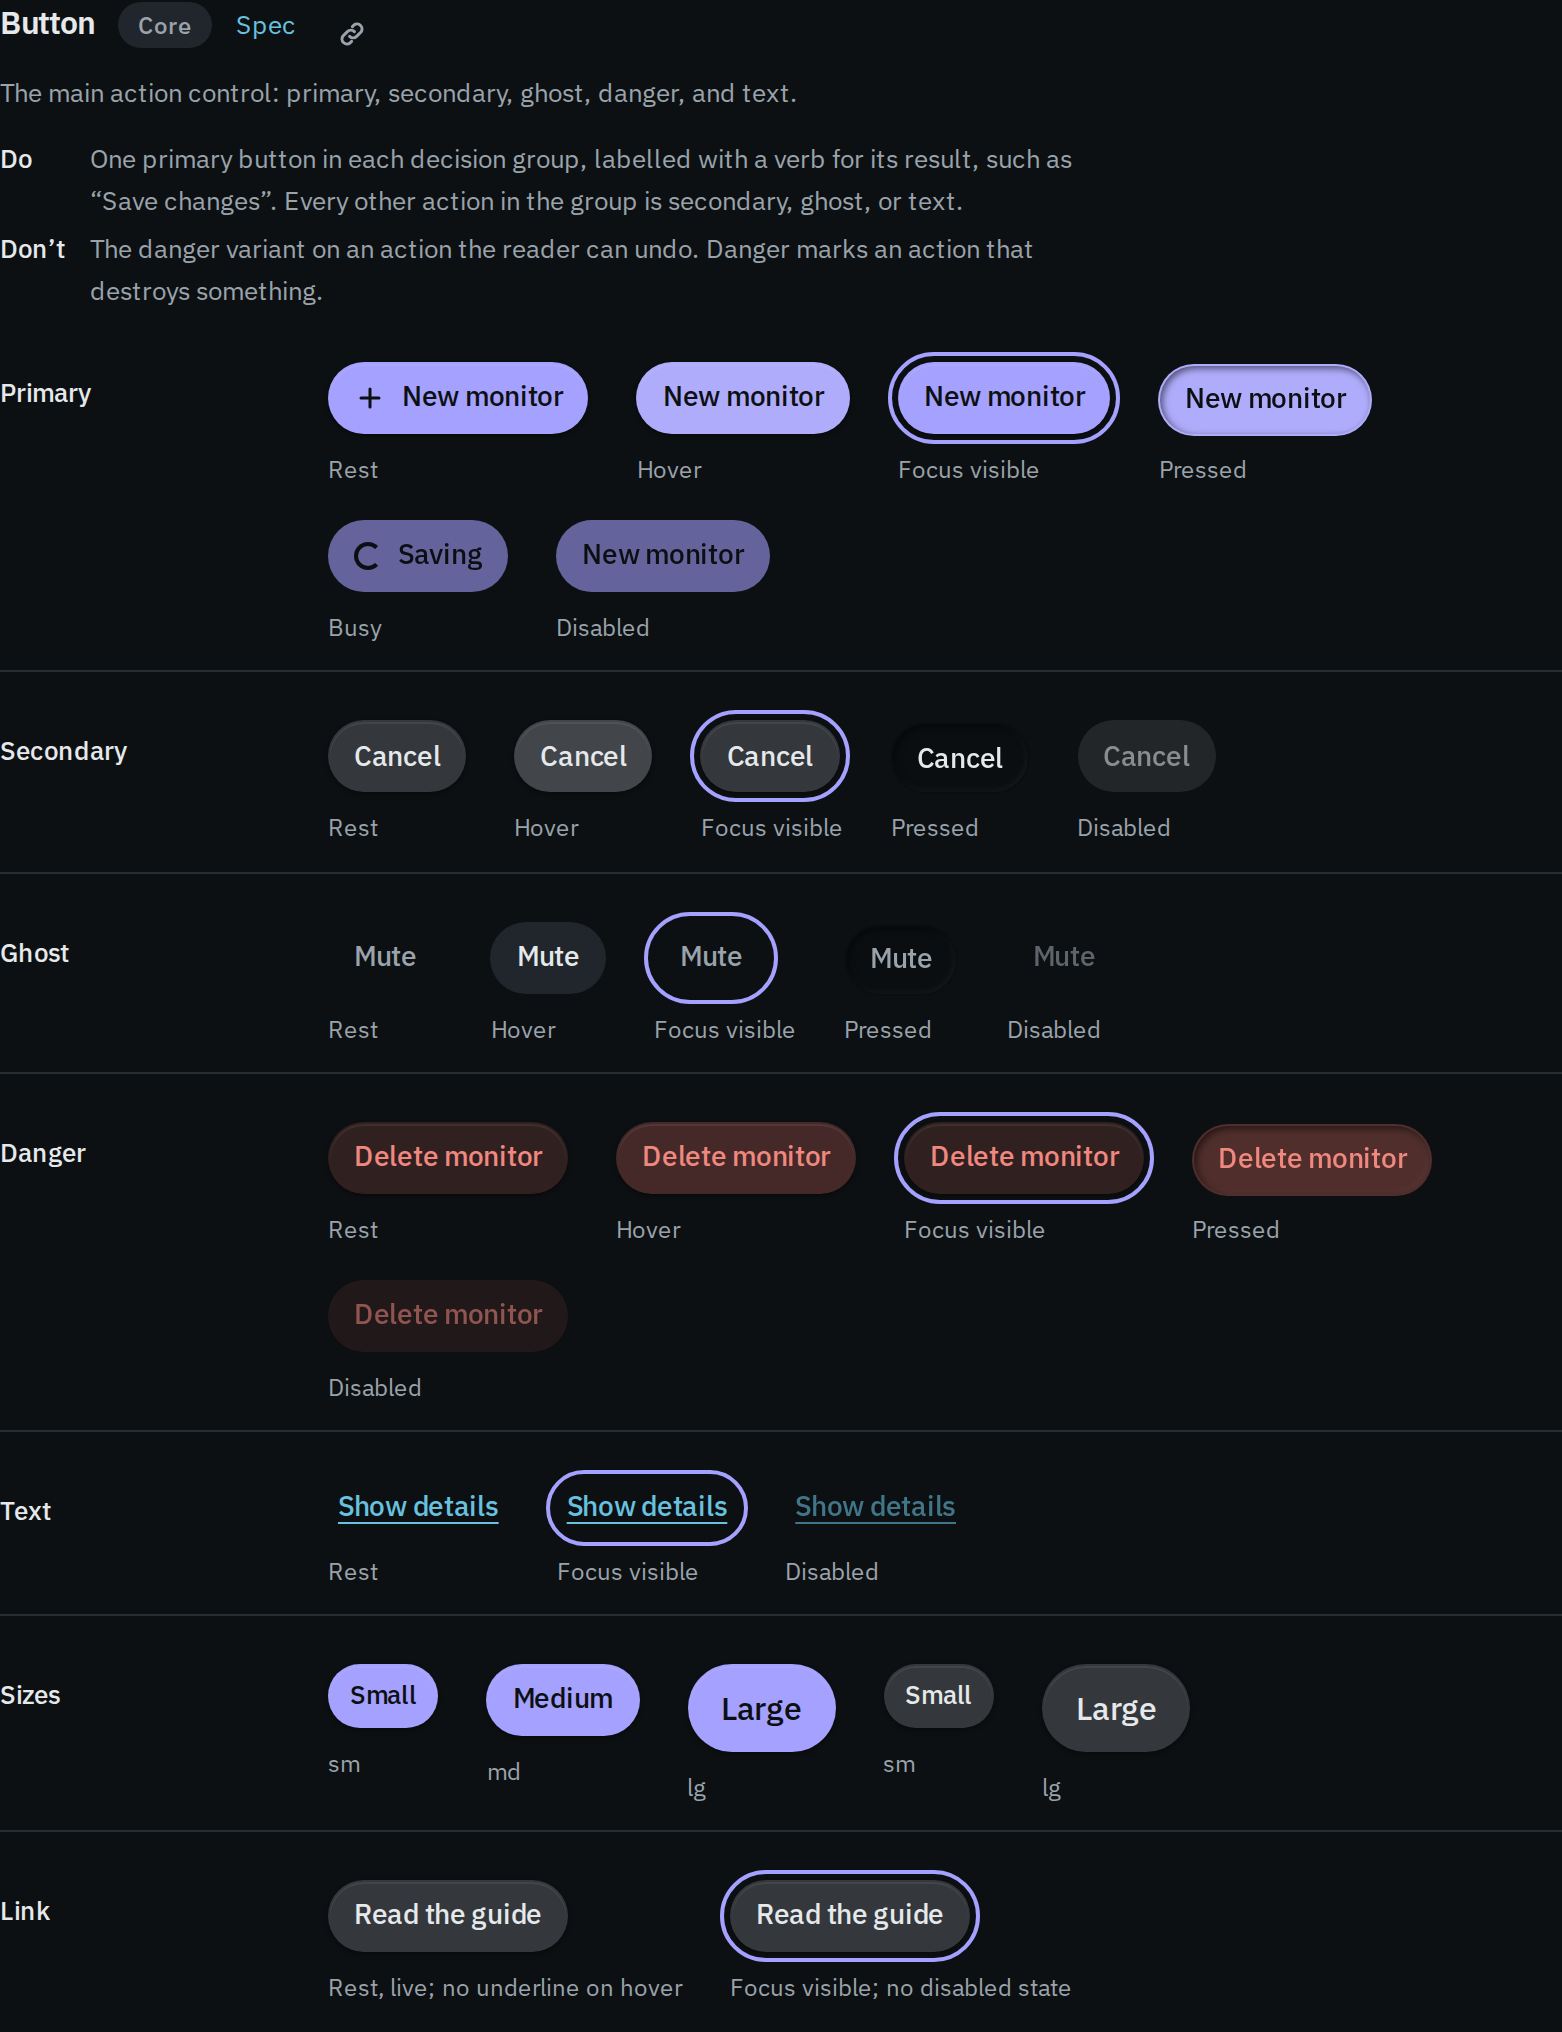 Button Core Spec
The main action control: primary, secondary, ghost, danger, and text.
Do One primary button in each decision group, labelled with a verb for its result, such as
“Save changes”. Every other action in the group is secondary, ghost, or text.
Don’t The danger variant on an action the reader can undo. Danger marks an action that
destroys something.
Primary New monitor New monitor New monitor New monitor
Rest Hover Focus visible Pressed
Saving New monitor
Busy Disabled
Secondary Cancel Cancel Cancel Cancel Cancel
Rest Hover Focus visible Pressed Disabled
Ghost Mute Mute Mute Mute Mute
Rest Hover Focus visible Pressed Disabled
Danger Delete monitor Delete monitor Delete monitor Delete monitor
Rest Hover Focus visible Pressed
Delete monitor
Disabled
Text Show details Show details Show details
Rest Focus visible Disabled
Sizes Small Medium Large Small Large
sm md lg sm lg
Link Read the guide Read the guide
Rest, live; no underline on hover Focus visible; no disabled state